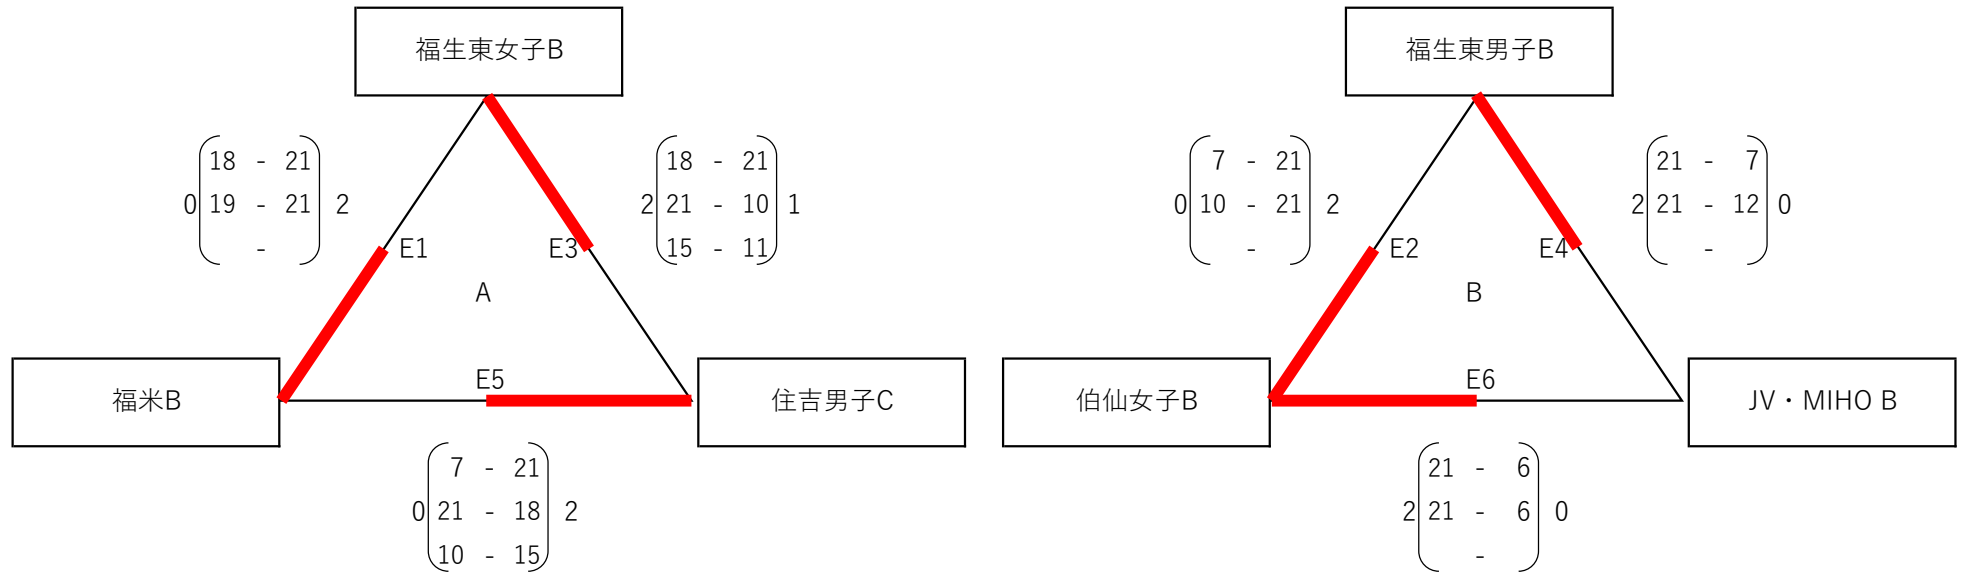 福生東女子B
福生東男子B
18 - 21
0 19 - 21 2
-
18 - 21
2 21 - 10 1
15 - 11
7 - 21
0 10 - 21 2
-
21 - 7
2 21 - 12 0
-
E1
E3
E2
E4
A
B
E5
E6
福米B
住吉男子C
伯仙女子B
JV・MIHO B
7 - 21
0 21 - 18 2
10 - 15
21 - 6
2 21 - 6 0
-